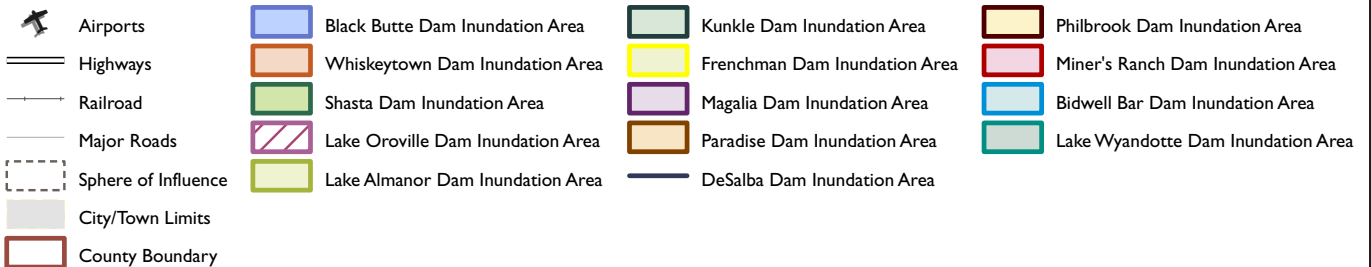 Airports
Highways
Railroad
Major Roads
Sphere of Influence
City/Town Limits
County Boundary
Black Butte Dam Inundation Area
Whiskeytown Dam Inundation Area
Shasta Dam Inundation Area
Lake Oroville Dam Inundation Area
Lake Almanor Dam Inundation Area
Kunkle Dam Inundation Area
Frenchman Dam Inundation Area
Magalia Dam Inundation Area
Paradise Dam Inundation Area
DeSalba Dam Inundation Area
Philbrook Dam Inundation Area
Miner's Ranch Dam Inundation Area
Bidwell Bar Dam Inundation Area
Lake Wyandotte Dam Inundation Area